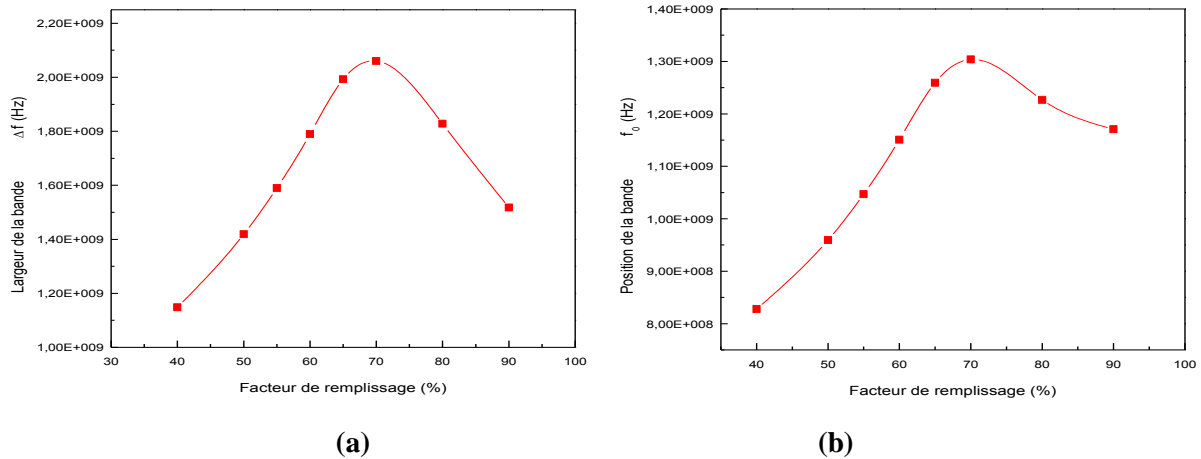 2,20E+009
2,00E+009
1,80E+009
1,60E+009
1,40E+009
1,20E+009
1,00E+009
Largeur de la bande
Δf (Hz)
30 40 50 60 70 80 90 100
Facteur de remplissage (%)
(a)
1,40E+009
1,30E+009
1,20E+009
1,10E+009
1,00E+009
9,00E+008
8,00E+008
Position de la bande
f₀ (Hz)
40 50 60 70 80 90 100
Facteur de remplissage (%)
(b)